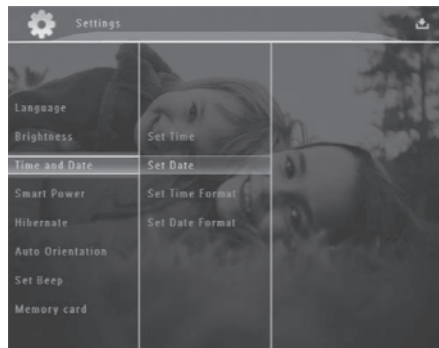 Settings
Language
Brightness
Time and Date
Smart Power
Hibernate
Auto Orientation
Set Beep
Memory card
Set Time
Set Date
Set Time Format
Set Date Format